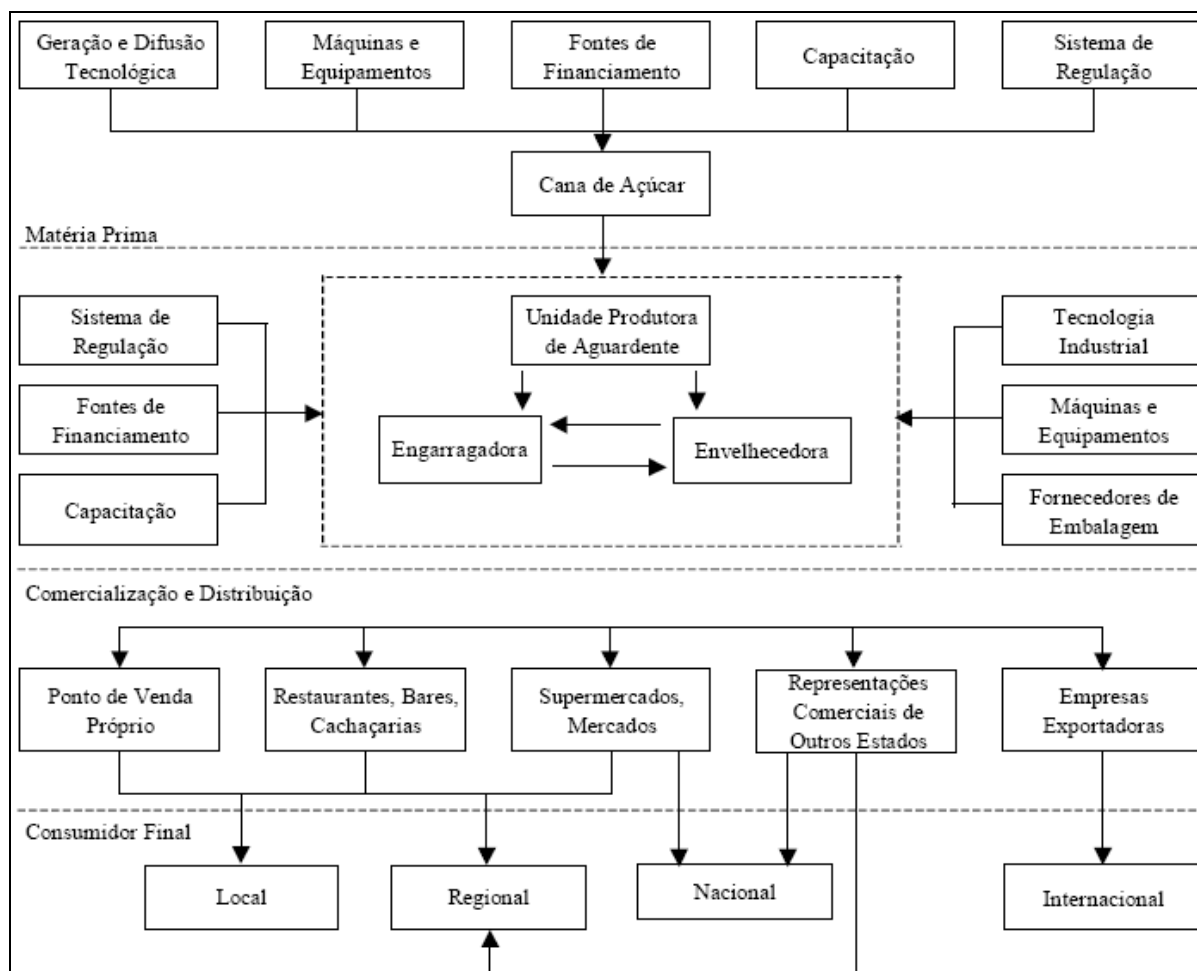 Geração e Difusão
Tecnológica
Máquinas e
Equipamentos
Fontes de
Financiamento
Capacitação
Sistema de
Regulação
Cana de Açúcar
Matéria Prima
Sistema de
Regulação
Fontes de
Financiamento
Capacitação
Unidade Produtora
de Aguardente
Engarragadora
Envelhecedora
Tecnologia
Industrial
Máquinas e
Equipamentos
Fornecedores de
Embalagem
Comercialização e Distribuição
Ponto de Venda
Próprio
Restaurantes, Bares,
Cachaçarias
Supermercados,
Mercados
Representações
Comerciais de
Outros Estados
Empresas
Exportadoras
Consumidor Final
Local
Regional
Nacional
Internacional